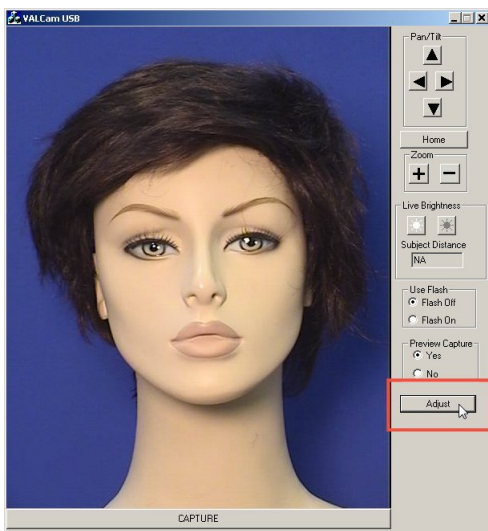 VALCam USB
Pan/Tilt
Home
Zoom
Live Brightness
Subject Distance
NA
Use Flash
Flash Off
Flash On
Preview Capture
Yes
No
Adjust
CAPTURE